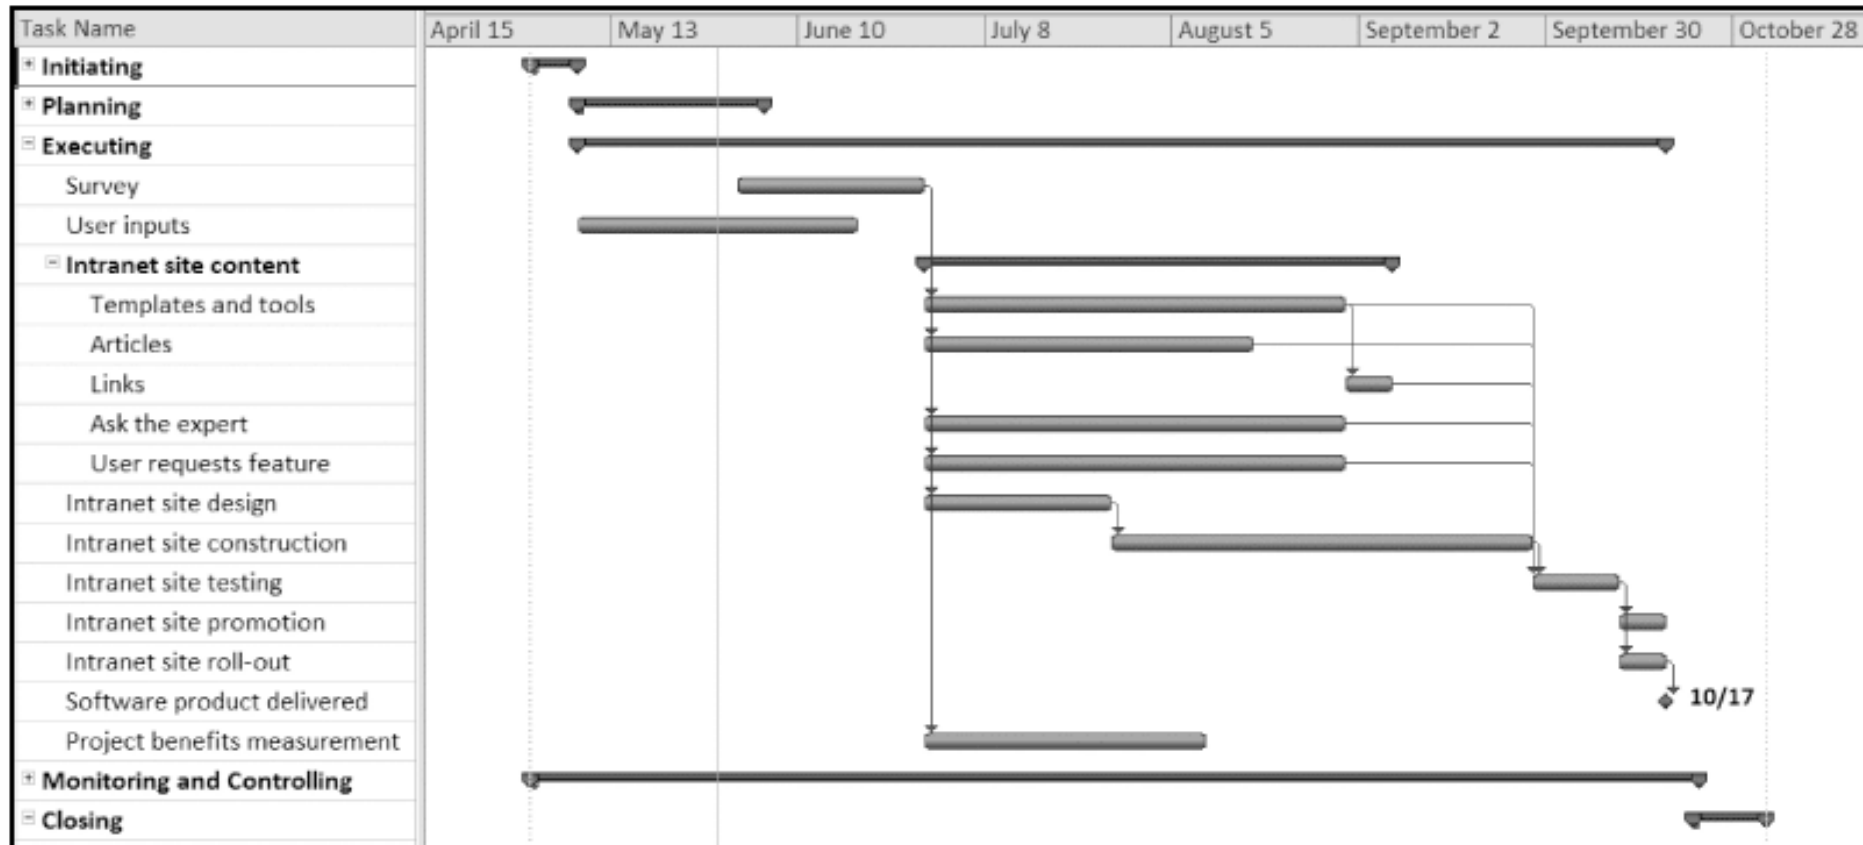 Task Name April 15 May 13 June 10 July 8 August 5 September 2 September 30 October 28
Initiating
Planning
Executing
Survey
User inputs
Intranet site content
Templates and tools
Articles
Links
Ask the expert
User requests feature
Intranet site design
Intranet site construction
Intranet site testing
Intranet site promotion
Intranet site roll-out
Software product delivered 10/17
Project benefits measurement
Monitoring and Controlling
Closing